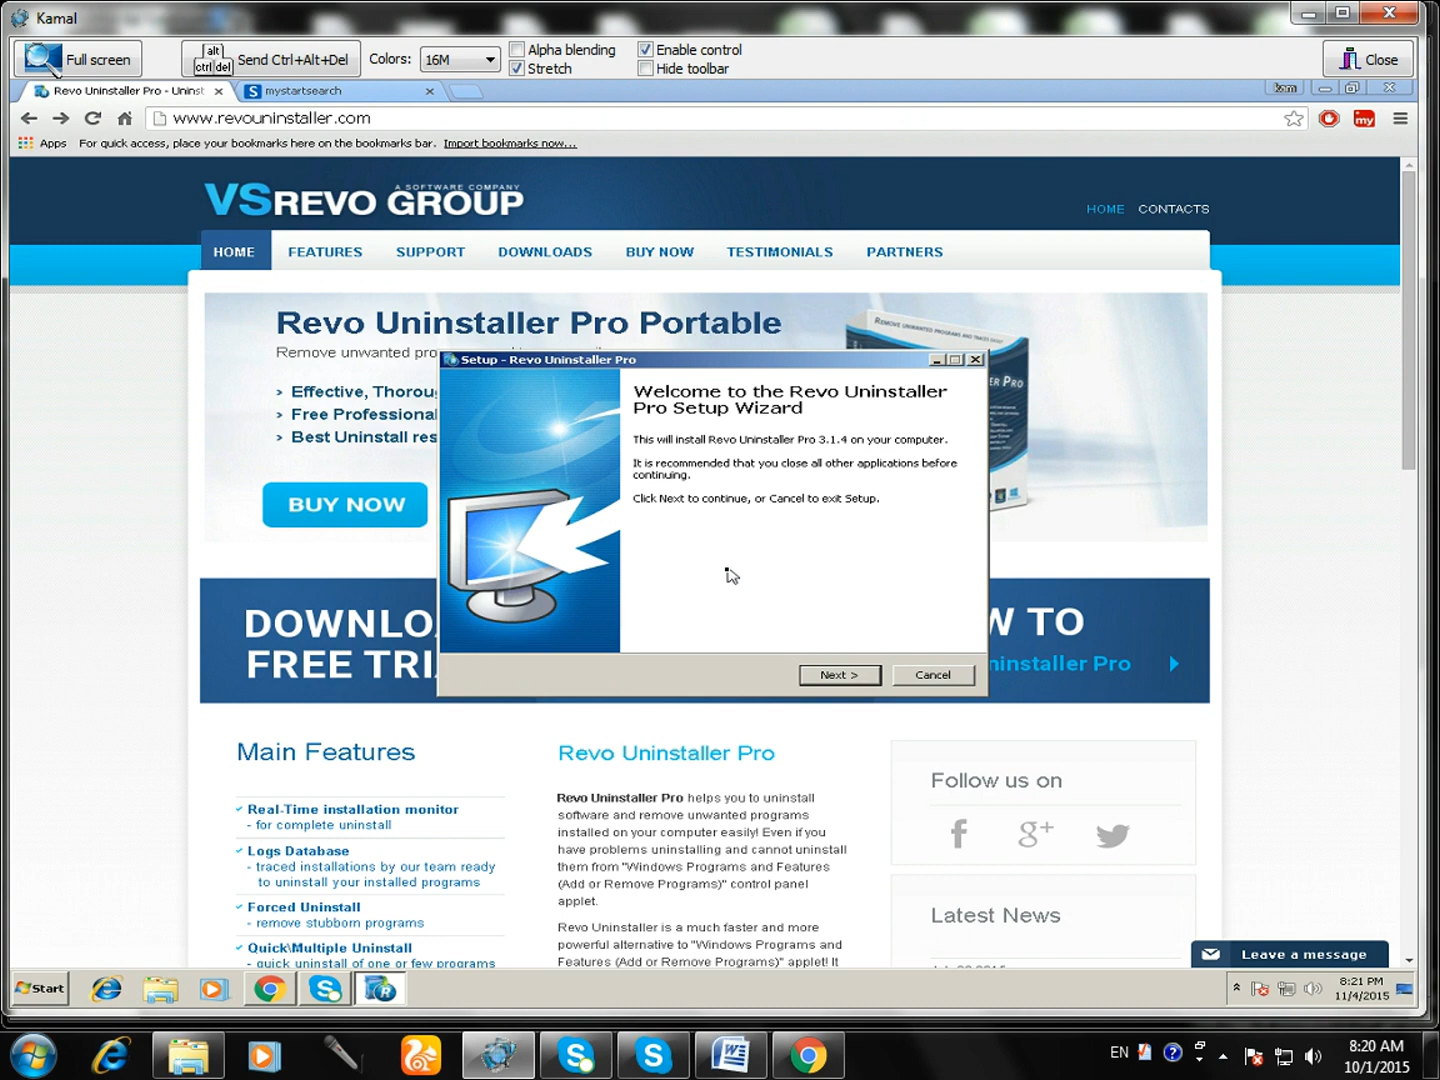 Kamal
Full screen
alt
ctrl del
Send Ctrl+Alt+Del
Colors:
16M
Alpha blending
Stretch
Enable control
Hide toolbar
Close
Revo Uninstaller Pro - Uninst
mystartsearch
kom
www.revouninstaller.com
my
Apps
For quick access, place your bookmarks here on the bookmarks bar. Import bookmarks now...
A SOFTWARE COMPANY
VSREVO GROUP
HOME
CONTACTS
HOME
FEATURES
SUPPORT
DOWNLOADS
BUY NOW
TESTIMONIALS
PARTNERS
Revo Uninstaller Pro Portable
Remove unwanted pro
› Effective, Thorou
› Free Professional
› Best Uninstall res
BUY NOW
REMOVE UNWANTED PROGRAMS AND TRACES EASILY
ER PRO
Setup - Revo Uninstaller Pro
Welcome to the Revo Uninstaller
Pro Setup Wizard
This will install Revo Uninstaller Pro 3.1.4 on your computer.
It is recommended that you close all other applications before
continuing.
Click Next to continue, or Cancel to exit Setup.
Next >
Cancel
DOWNLO
FREE TRI
W TO
ninstaller Pro
Main Features
Real-Time installation monitor
- for complete uninstall
Logs Database
- traced installations by our team ready
to uninstall your installed programs
Forced Uninstall
- remove stubborn programs
Quick\Multiple Uninstall
- quick uninstall of one or few programs
Revo Uninstaller Pro
Revo Uninstaller Pro helps you to uninstall
software and remove unwanted programs
installed on your computer easily! Even if you
have problems uninstalling and cannot uninstall
them from "Windows Programs and Features
(Add or Remove Programs)" control panel
applet.
Revo Uninstaller is a much faster and more
powerful alternative to "Windows Programs and
Features (Add or Remove Programs)" applet! It
Follow us on
Latest News
Leave a message
Start
8:21 PM
11/4/2015
EN
8:20 AM
10/1/2015